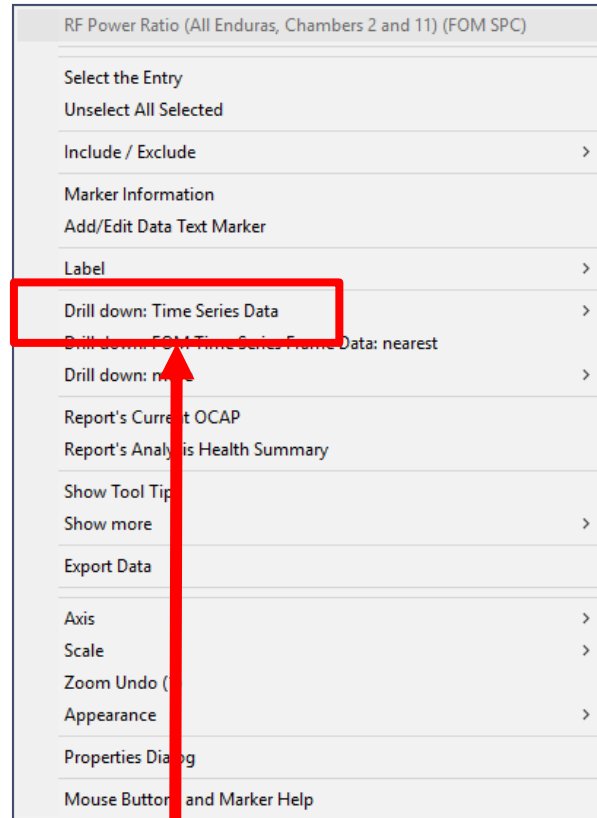 RF Power Ratio (All Enduras, Chambers 2 and 11) (FOM SPC)
Select the Entry
Unselect All Selected
Include / Exclude
Marker Information
Add/Edit Data Text Marker
Label
Drill down: Time Series Data
Drill down: FOM Time Series Frame Data: nearest
Drill down:
Report's Current OCAP
Report's Analysis Health Summary
Show Tool Tip
Show more
Export Data
Axis
Scale
Zoom Undo
Appearance
Properties Dialog
Mouse Buttons and Marker Help